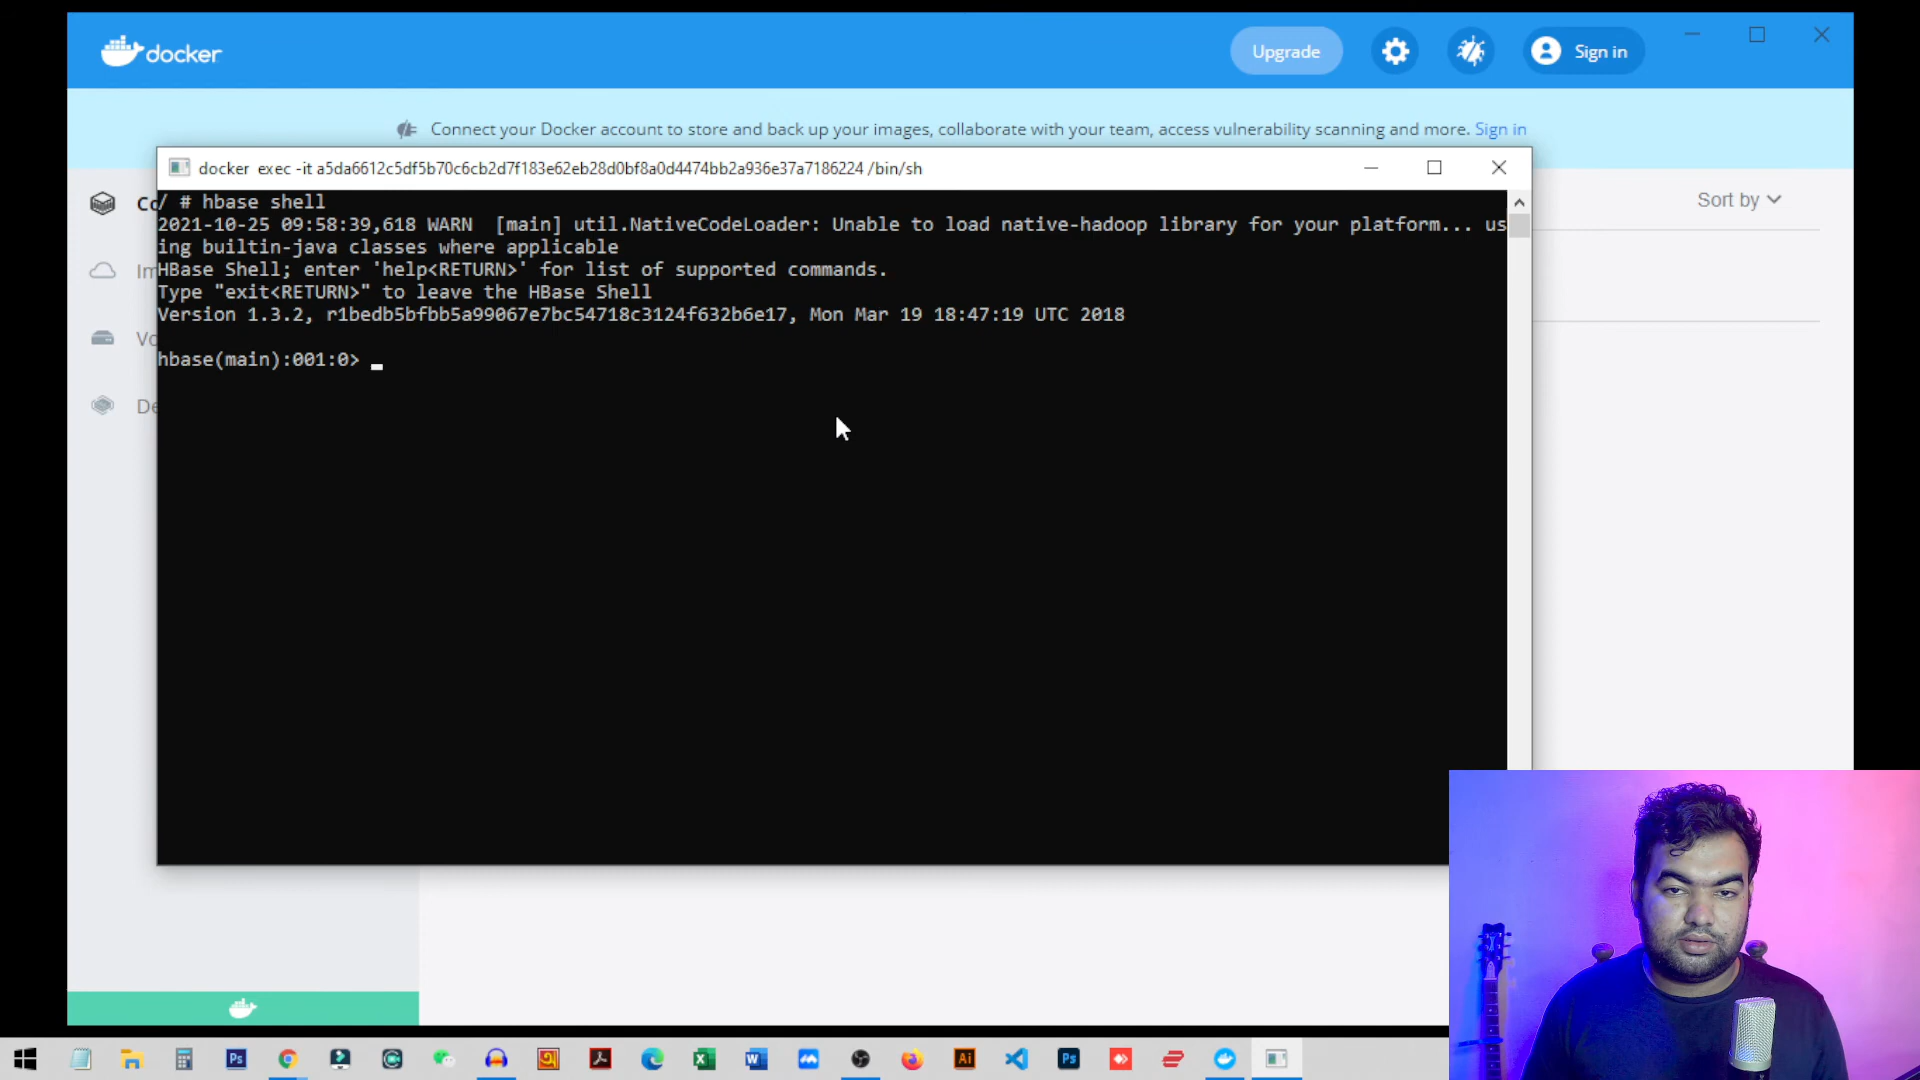 docker
Upgrade
Sign in
Connect your Docker account to store and back up your images, collaborate with your team, access vulnerability scanning and more. Sign in
docker exec -it a5da6612c5df5b70c6cb2d7f183e62eb28d0bf8a0d4474bb2a936e37a7186224 /bin/sh
Sort by
Co
Im
Vo
De
/ # hbase shell
2021-10-25 09:58:39,618 WARN  [main] util.NativeCodeLoader: Unable to load native-hadoop library for your platform... us
ing builtin-java classes where applicable
HBase Shell; enter 'help<RETURN>' for list of supported commands.
Type "exit<RETURN>" to leave the HBase Shell
Version 1.3.2, r1bedb5bfbb5a99067e7bc54718c3124f632b6e17, Mon Mar 19 18:47:19 UTC 2018
hbase(main):001:0>